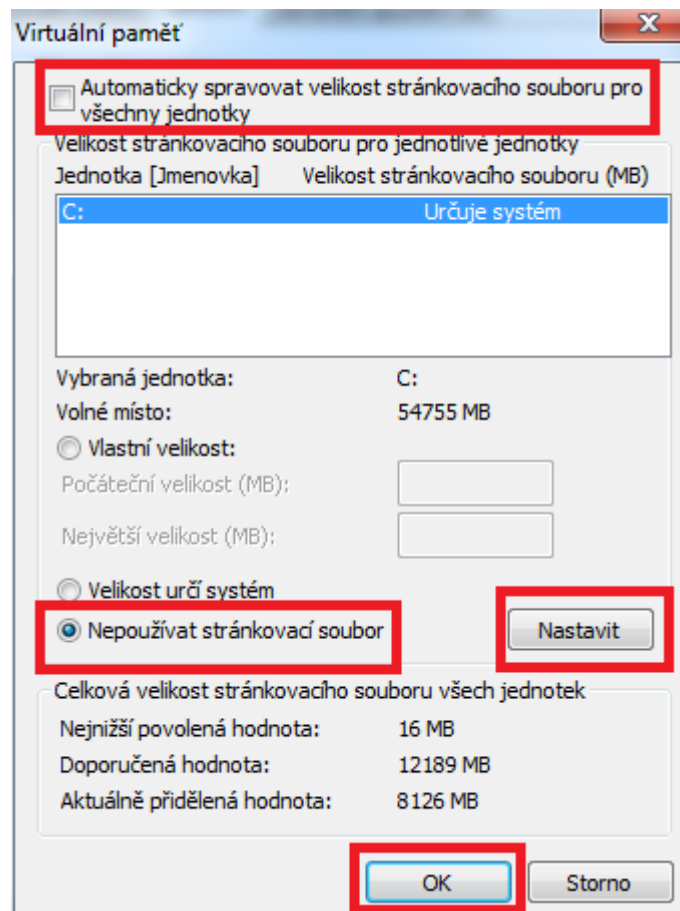 Virtuální paměť
Automaticky spravovat velikost stránkovacího souboru pro
všechny jednotky
Velikost stránkovacího souboru pro jednotlivé jednotky
Jednotka [Jmenovka] Velikost stránkovacího souboru (MB)
C: Určuje systém
Vybraná jednotka: C:
Volné místo: 54755 MB
Vlastní velikost:
Počáteční velikost (MB):
Největší velikost (MB):
Velikost určí systém
Nepoužívat stránkovací soubor Nastavit
Celková velikost stránkovacího souboru všech jednotek
Nejnižší povolená hodnota: 16 MB
Doporučená hodnota: 12189 MB
Aktuálně přidělená hodnota: 8126 MB
OK Storno